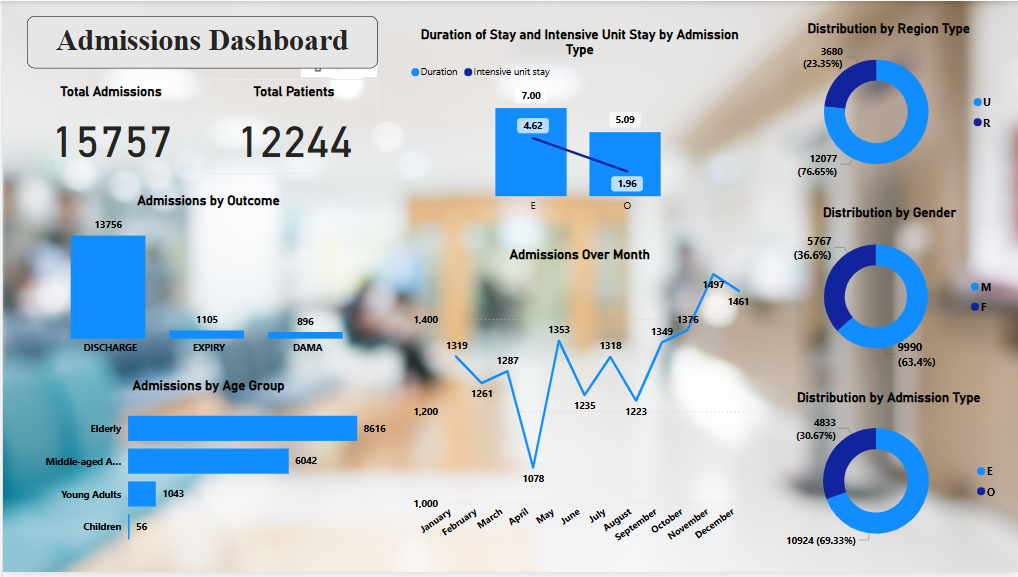 Admissions Dashboard
Total Admissions
Total Patients
15757
12244
Admissions by Outcome
13756
1105
896
DISCHARGE
EXPIRY
DAMA
Admissions by Age Group
Elderly
8616
Middle-aged A...
6042
Young Adults
1043
Children
56
Duration of Stay and Intensive Unit Stay by Admission
Type
Duration
Intensive unit stay
7.00
4.62
5.09
1.96
E
O
Admissions Over Month
1,400
1,200
1,000
1319
1261
1287
1078
1353
1235
1318
1223
1349
1376
1497
1461
January
February
March
April
May
June
July
August
September
October
November
December
Distribution by Region Type
3680
(23.35%)
12077
(76.65%)
U
R
Distribution by Gender
5767
(36.6%)
9990
(63.4%)
M
F
Distribution by Admission Type
4833
(30.67%)
10924 (69.33%)
E
O